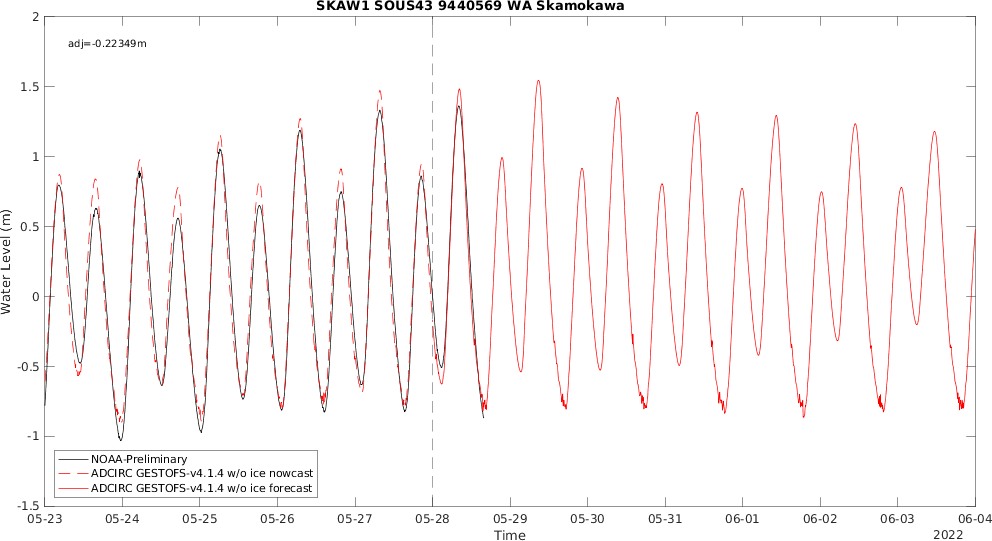 SKAW1 SOUS43 9440569 WA Skamokawa
adj=-0.22349m
Water Level (m)
2
1.5
1
0.5
0
-0.5
-1
-1.5
NOAA-Preliminary
ADCIRC GESTOFS-v4.1.4 w/o ice nowcast
ADCIRC GESTOFS-v4.1.4 w/o ice forecast
05-23 05-24 05-25 05-26 05-27 05-28 05-29 05-30 05-31 06-01 06-02 06-03 06-04
Time
2022